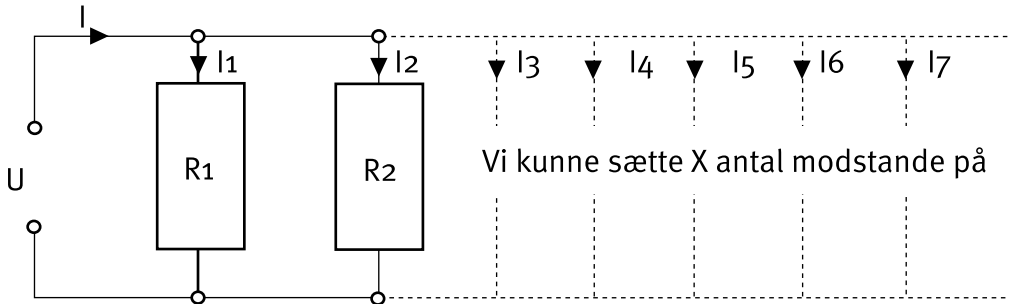 I
I1
I2
I3
I4
I5
I6
I7
U
R1
R2
Vi kunne sætte X antal modstande på